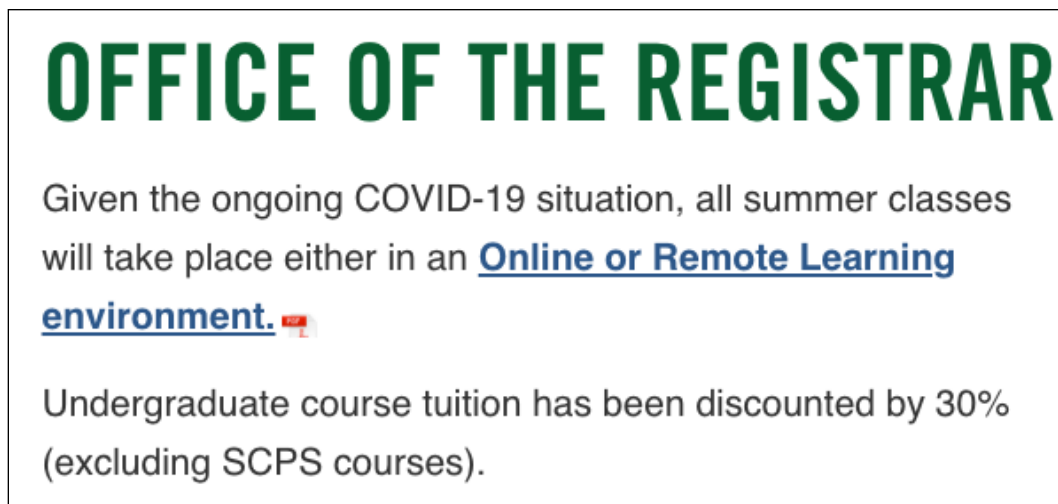 OFFICE OF THE REGISTRAR
Given the ongoing COVID-19 situation, all summer classes
will take place either in an Online or Remote Learning
environment.
Undergraduate course tuition has been discounted by 30%
(excluding SCPS courses).